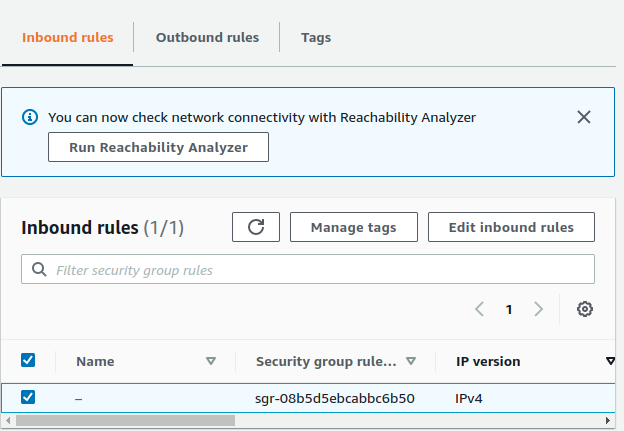 Inbound rules Outbound rules Tags
You can now check network connectivity with Reachability Analyzer
Run Reachability Analyzer
Inbound rules (1/1) Manage tags Edit inbound rules
Filter security group rules
1
Name Security group rule... IP version
– sgr-08b5d5ebcabbc6b50 IPv4